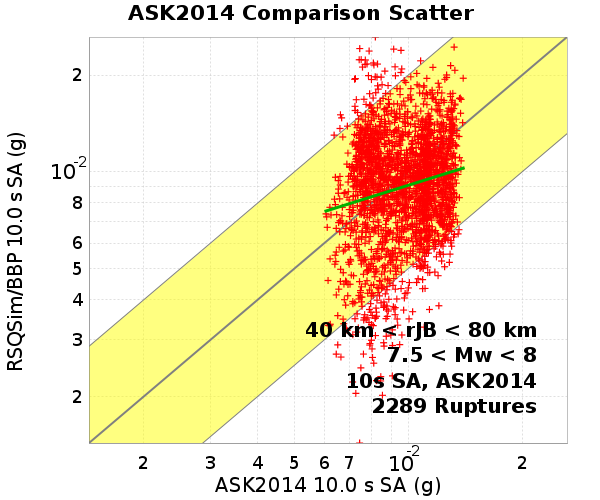 ASK2014 Comparison Scatter
RSQSim/BBP 10.0 s SA (g)
2
10-2
8
6
5
4
3
2
40 km < rJB < 80 km
7.5 < Mw < 8
10s SA, ASK2014
2289 Ruptures
2 3 4 5 6 7 10-2 2
ASK2014 10.0 s SA (g)